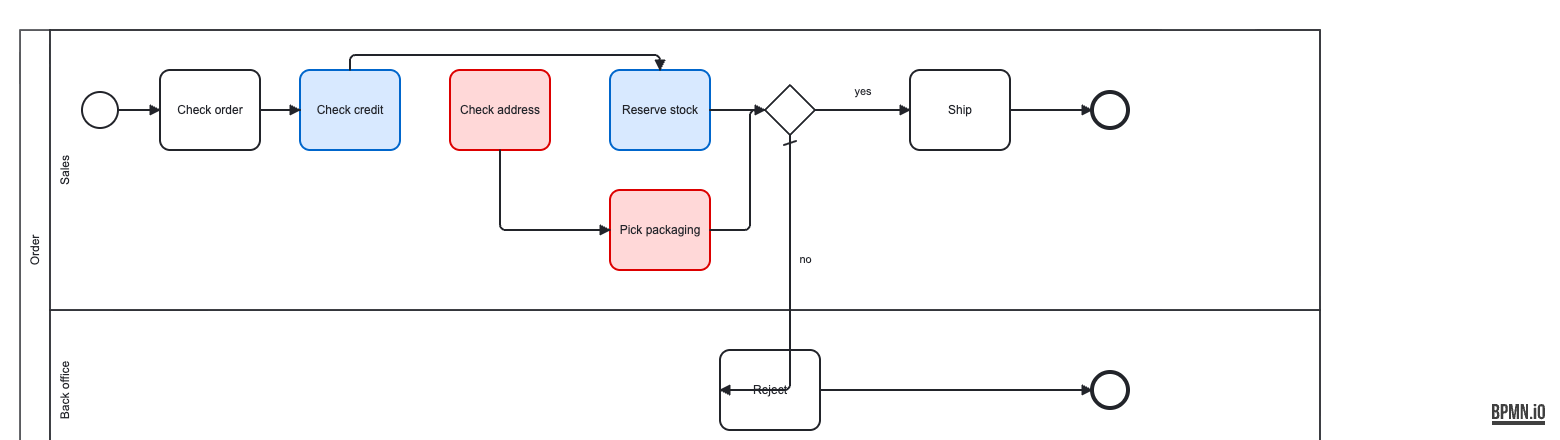 Order
Sales
Check order
Check credit
Check address
Reserve stock
yes
Ship
Pick packaging
no
Back office
Reject
BPMN.iO